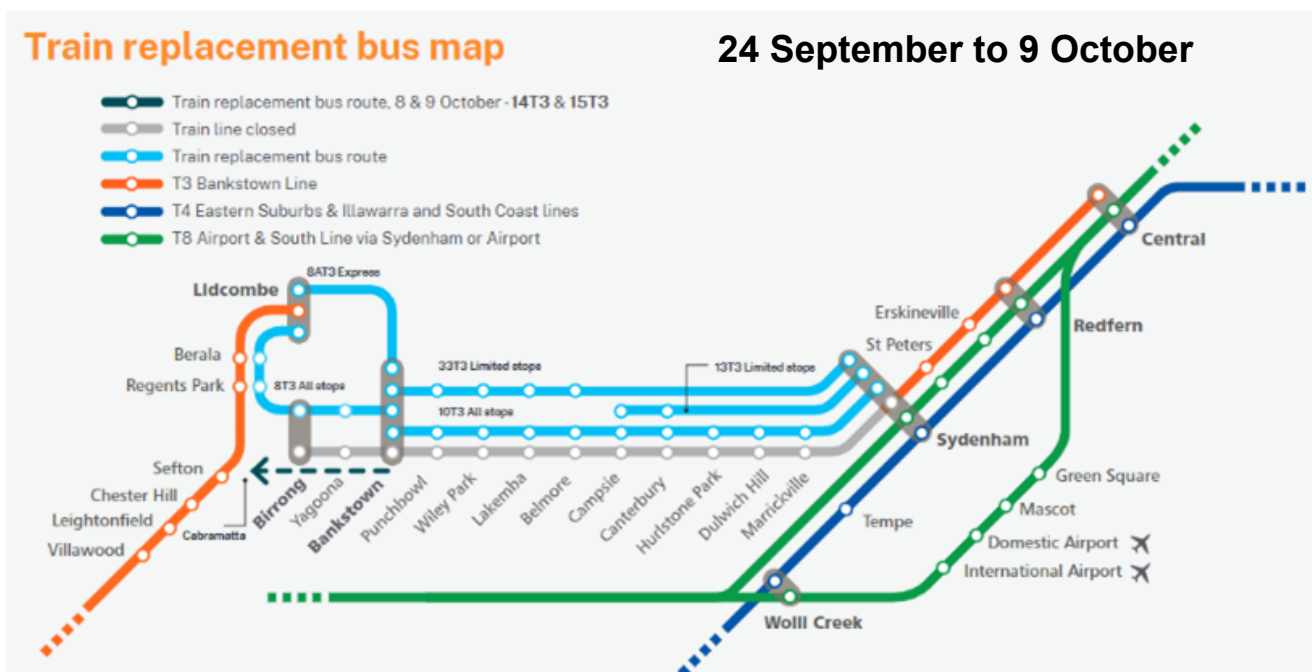 Train replacement bus map
24 September to 9 October
Train replacement bus route, 8 & 9 October - 14T3 & 15T3
Train line closed
Train replacement bus route
T3 Bankstown Line
T4 Eastern Suburbs & Illawarra and South Coast lines
T8 Airport & South Line via Sydenham or Airport
8AT3 Express
Lidcombe
Berala
Regents Park
8T3 All stops
33T3 Limited stops
13T3 Limited stops
10T3 All stops
Central
Redfern
Erskineville
St Peters
Sydenham
Sefton
Chester Hill
Leightonfield
Villawood
Cabramatta
Birrong
Yagoona
Bankstown
Punchbowl
Wiley Park
Lakemba
Belmore
Campsie
Canterbury
Hurlstone Park
Dulwich Hill
Marrickville
Green Square
Mascot
Tempe
Domestic Airport
International Airport
Wolli Creek